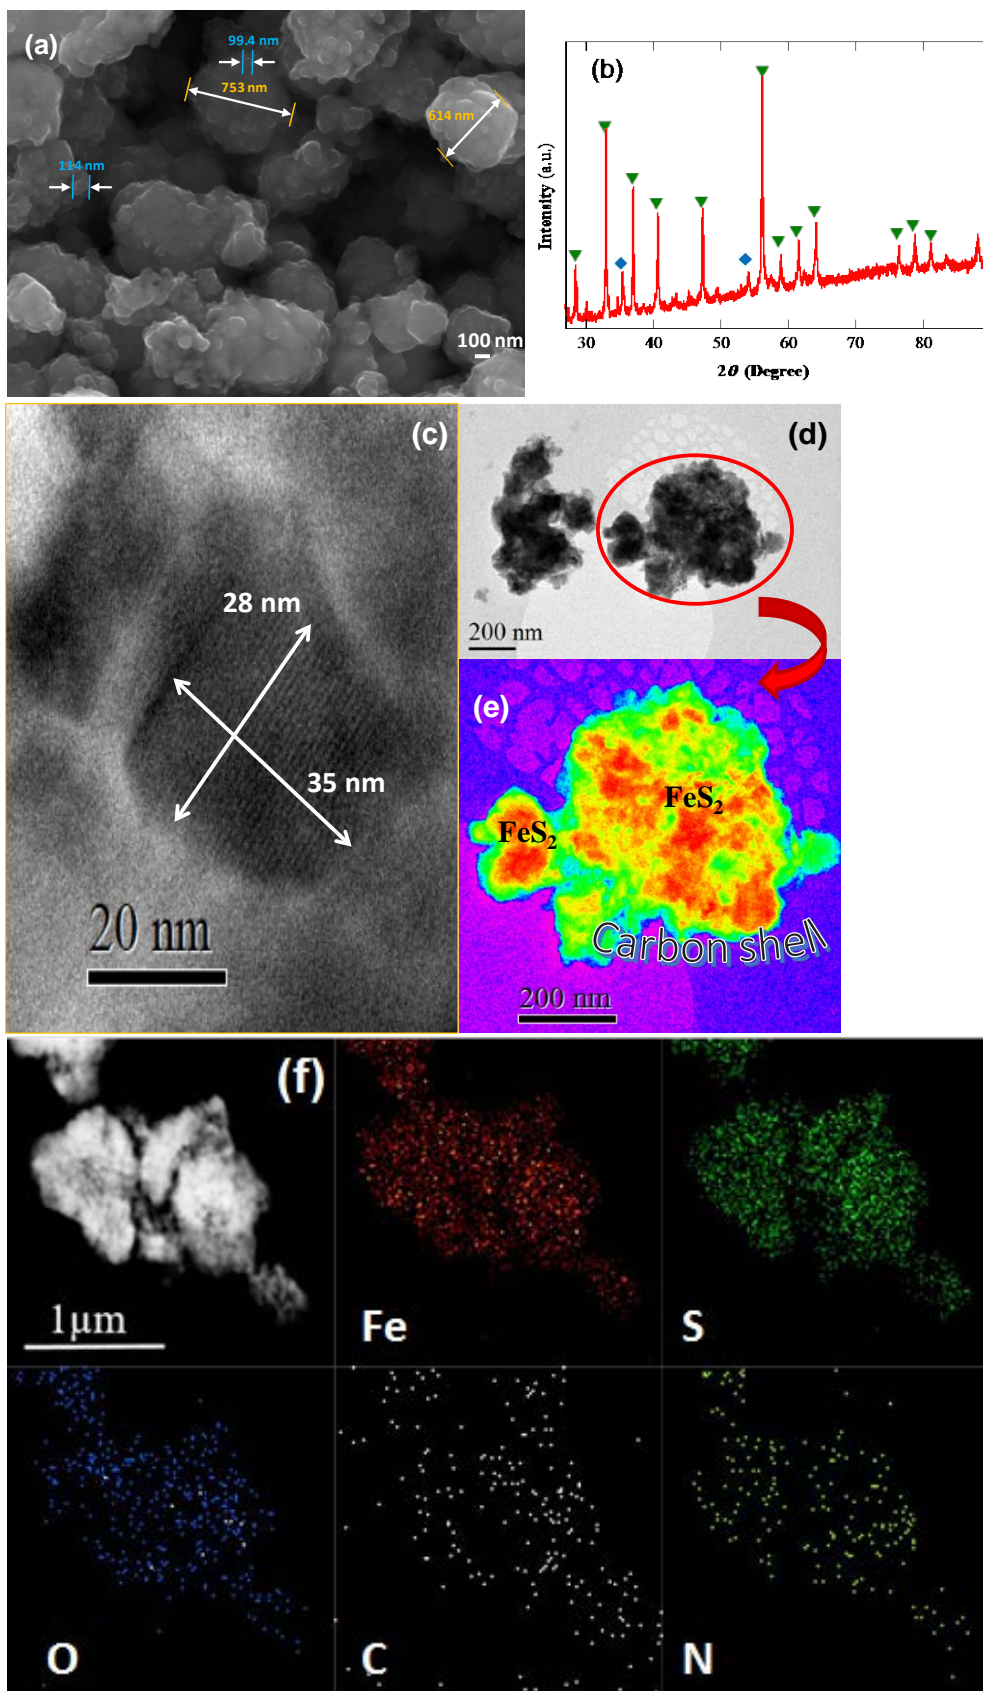 (a)
99.4 nm
753 nm
614 nm
114 nm
100 nm
(b)
Intensity (a.u.)
30 40 50 60 70 80
2θ (Degree)
(c)
28 nm
35 nm
20 nm
(d)
200 nm
(e)
FeS₂
FeS₂
Carbon shell
200 nm
(f)
1µm
Fe
S
O
C
N